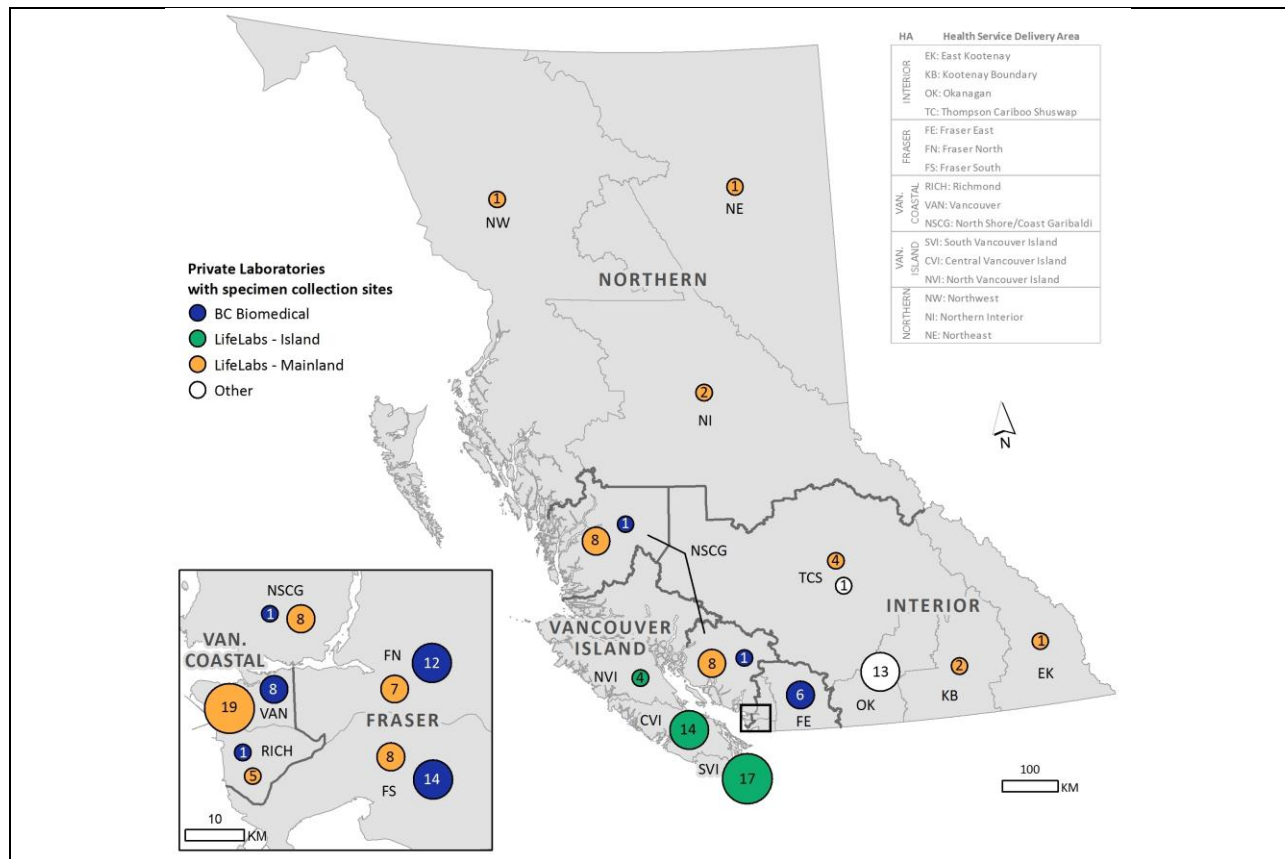 HA Health Service Delivery Area
INTERIOR
EK: East Kootenay
KB: Kootenay Boundary
OK: Okanagan
TC: Thompson Cariboo Shuswap
FRASER
FE: Fraser East
FN: Fraser North
FS: Fraser South
VAN. COASTAL
RICH: Richmond
VAN: Vancouver
NSCG: North Shore/Coast Garibaldi
VAN. ISLAND
SVI: South Vancouver Island
CVI: Central Vancouver Island
NVI: North Vancouver Island
NORTHERN
NW: Northwest
NI: Northern Interior
NE: Northeast
1
NW
1
NE
NORTHERN
Private Laboratories
with specimen collection sites
BC Biomedical
LifeLabs - Island
LifeLabs - Mainland
Other
2
NI
N
1
8
NSCG
4
TCS
1
INTERIOR
VANCOUVER
ISLAND
NVI
4
8
1
6
FE
13
OK
2
KB
1
EK
CVI
14
SVI
17
100
KM
NSCG
1
8
VAN.
COASTAL
FN
12
7
19
8
VAN
FRASER
1
RICH
5
8
FS
14
10
KM